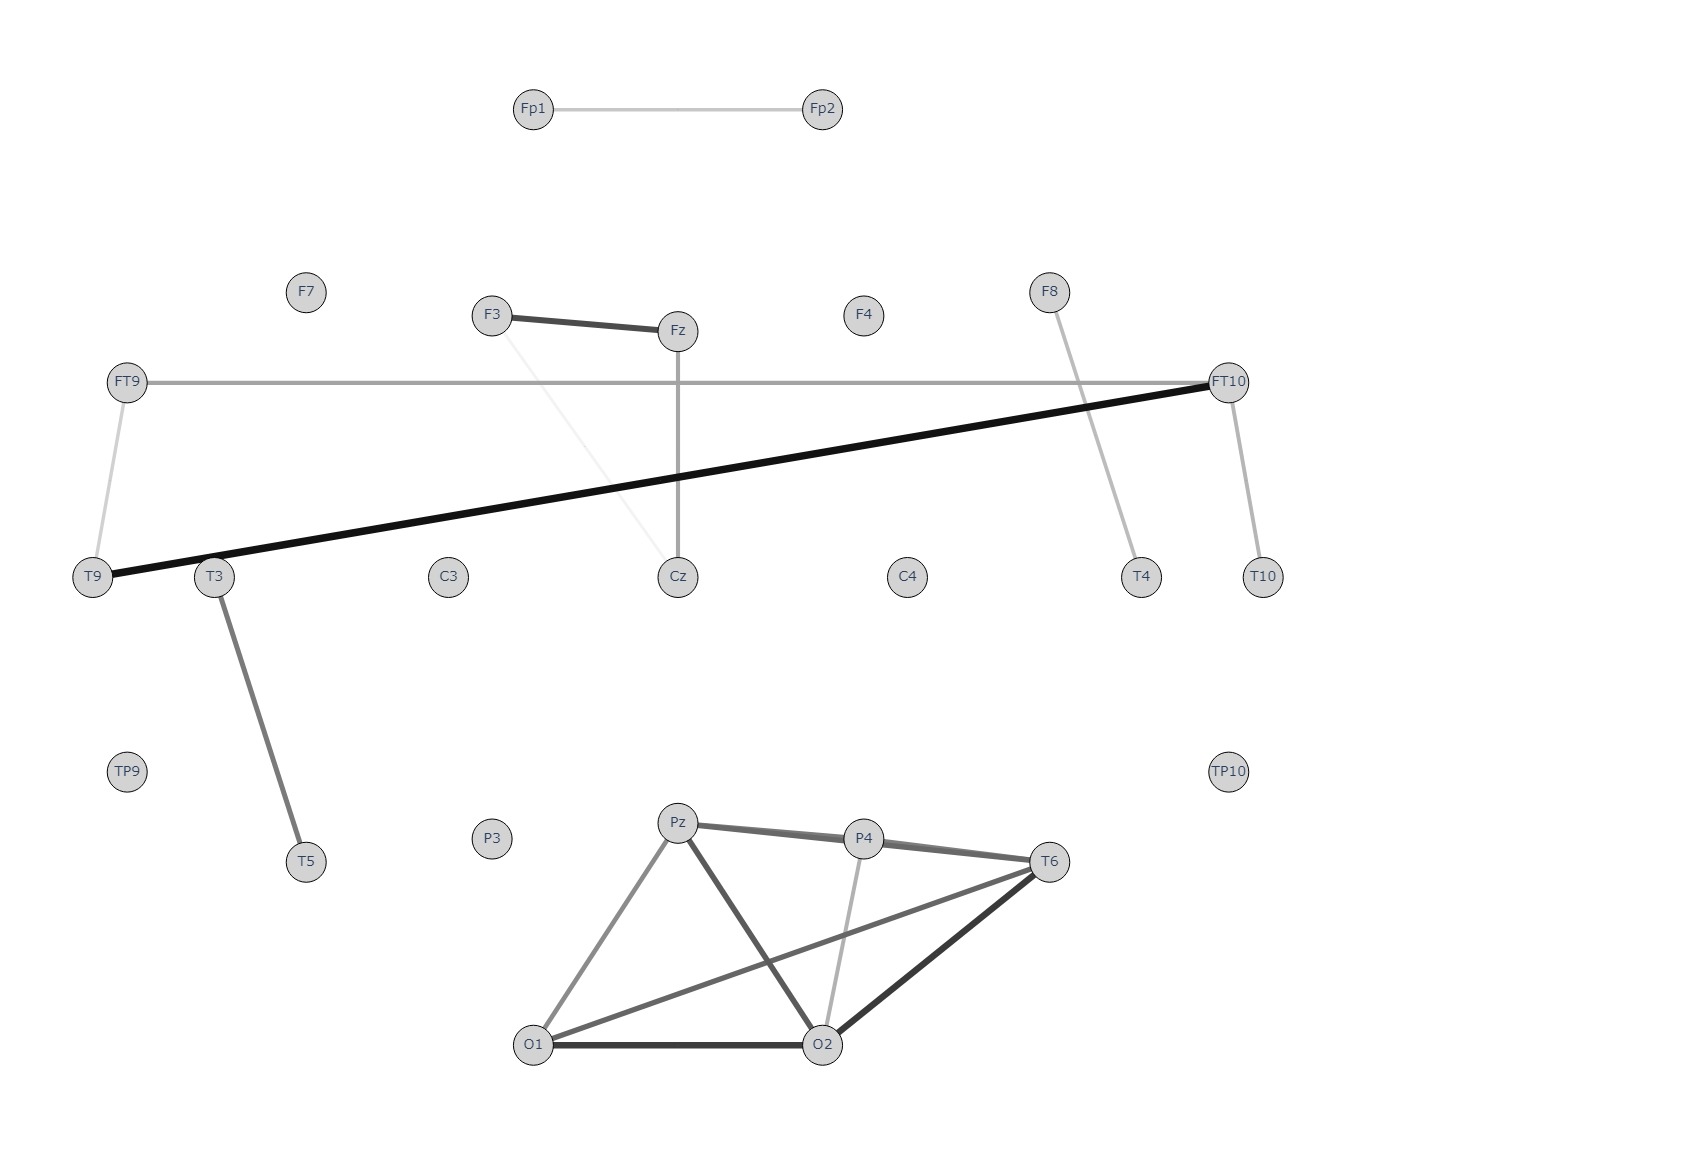 Fp1 Fp2
F7 F3 Fz F4 F8
FT9 FT10
T9 T3 C3 Cz C4 T4 T10
TP9 TP10
T5 P3 Pz P4 T6
O1 O2